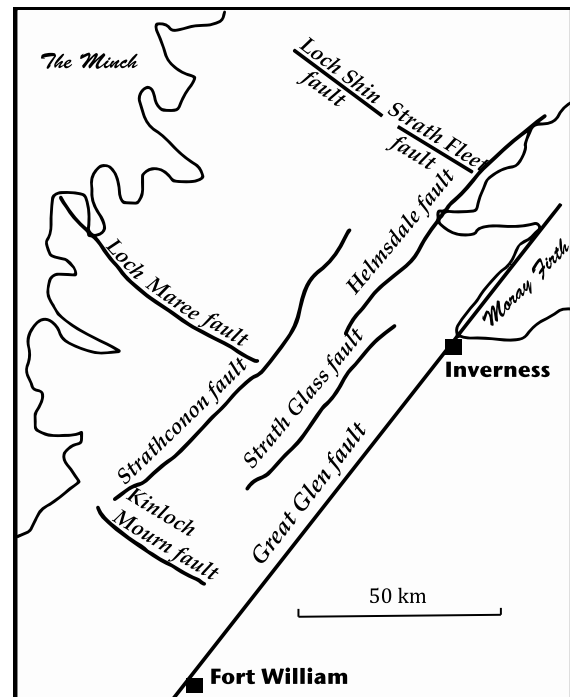 The Minch
Loch Shin
fault
Strath Fleet
fault
Helmsdale fault
Loch Maree fault
Moray Firth
Inverness
Strathconon fault
Strath Glass fault
Great Glen fault
Kinloch
Mourn fault
50 km
Fort William